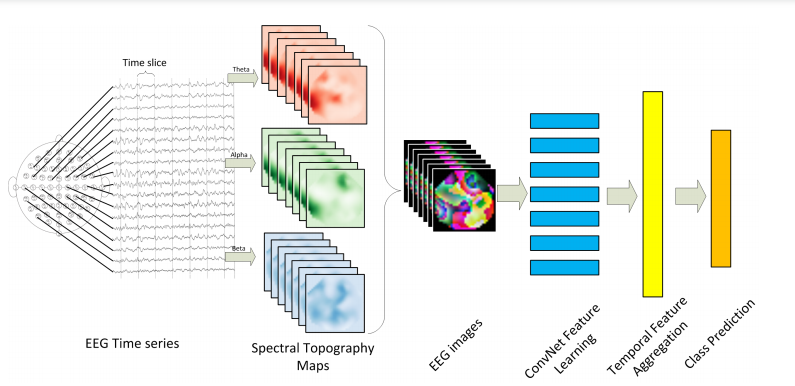 Time slice
Theta
Alpha
Beta
EEG Time series
Spectral Topography
Maps
EEG images
ConvNet Feature
Learning
Temporal Feature
Aggregation
Class Prediction